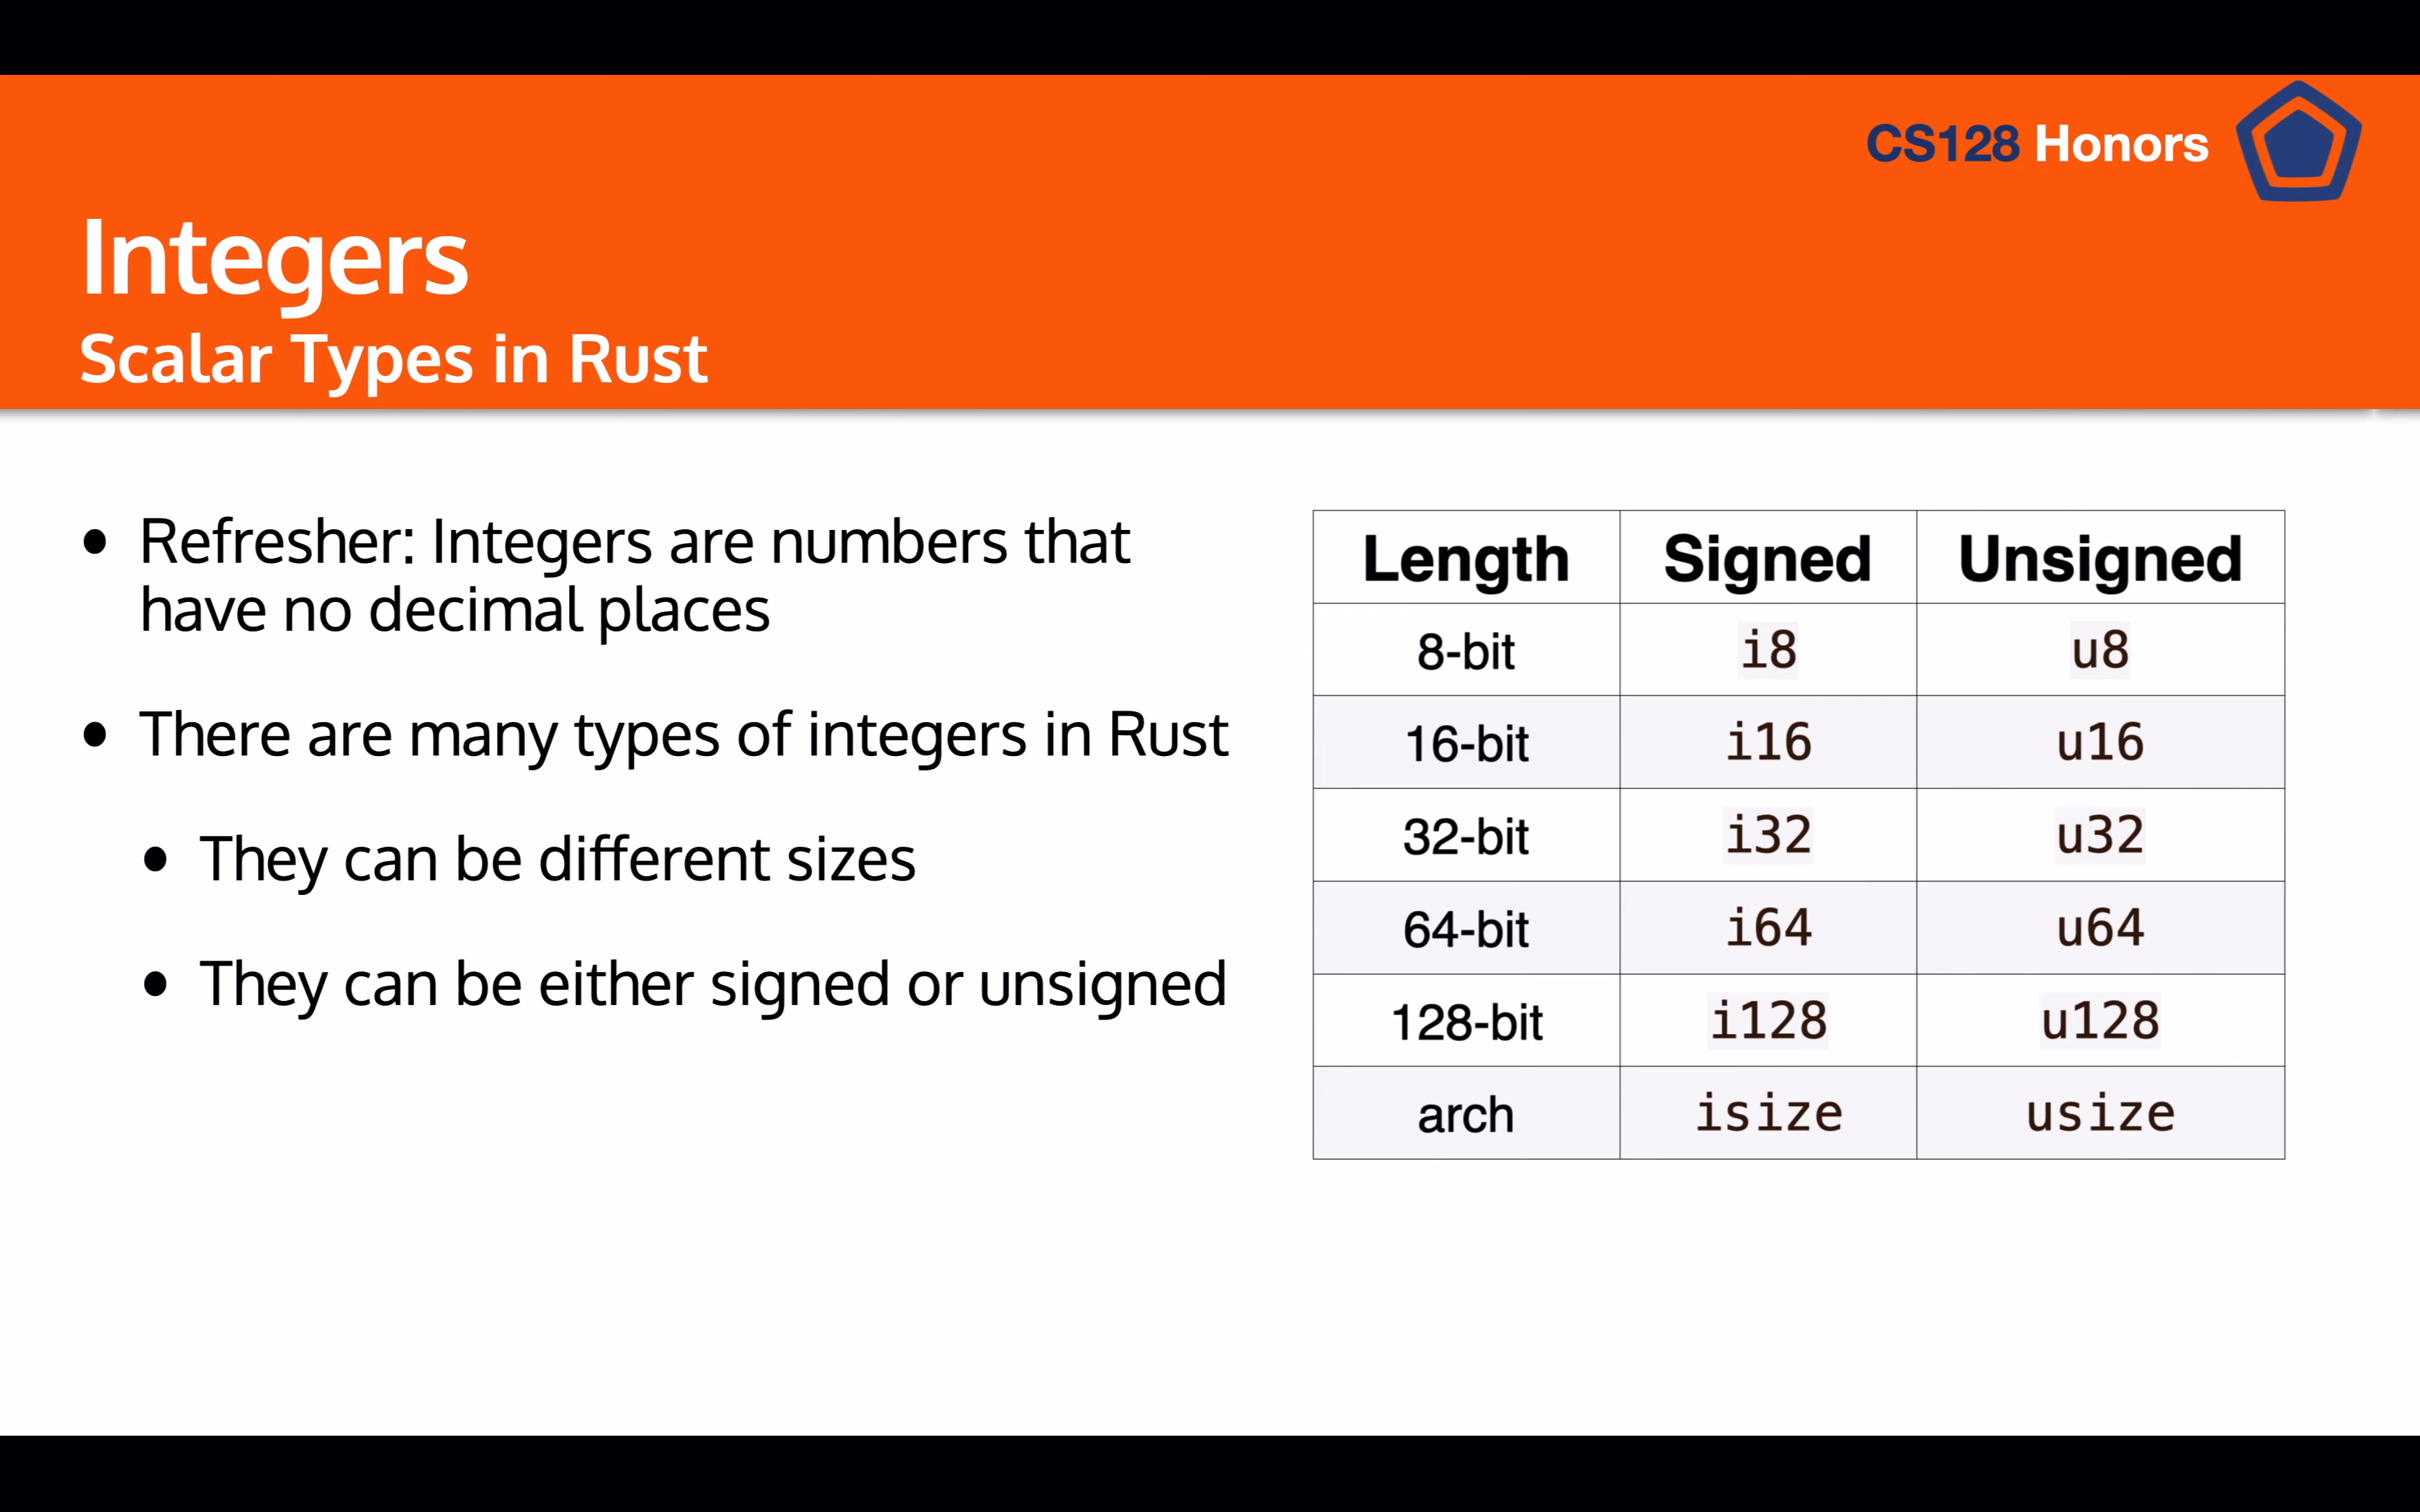 CS128 Honors
Integers
Scalar Types in Rust
• Refresher: Integers are numbers that
have no decimal places
• There are many types of integers in Rust
• They can be different sizes
• They can be either signed or unsigned
Length Signed Unsigned
8-bit i8 u8
16-bit i16 u16
32-bit i32 u32
64-bit i64 u64
128-bit i128 u128
arch isize usize